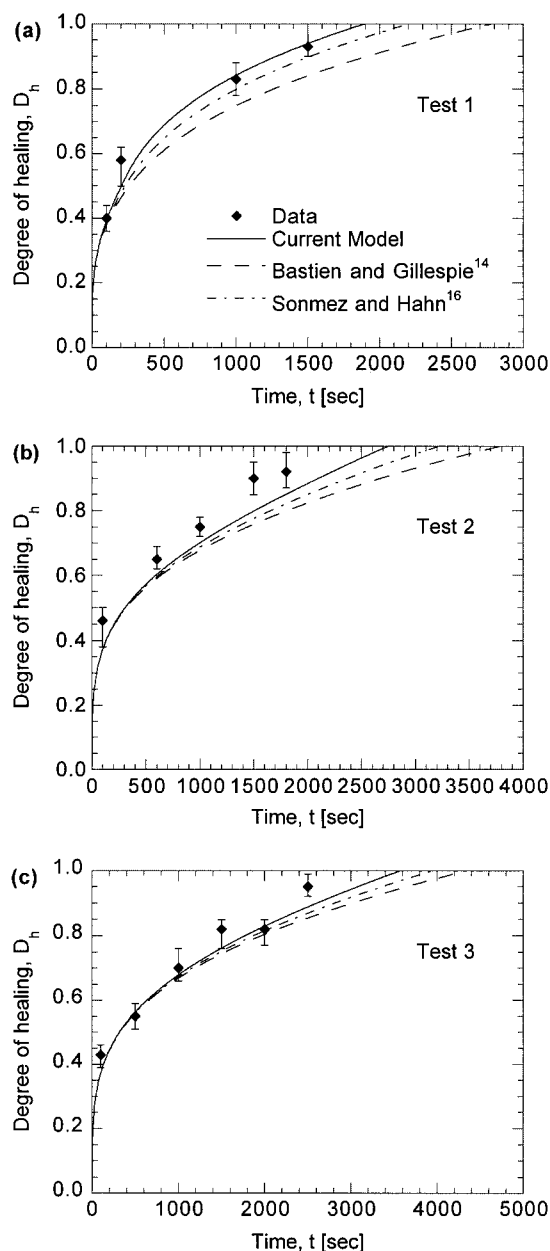 (a)
1.0
0.8
0.6
0.4
0.2
0.0
Degree of healing, D_h
Test 1
Data
Current Model
Bastien and Gillespie^14
Sonmez and Hahn^16
0 500 1000 1500 2000 2500 3000
Time, t [sec]
(b)
1.0
0.8
0.6
0.4
0.2
0.0
Degree of healing, D_h
Test 2
0 500 1000 1500 2000 2500 3000 3500 4000
Time, t [sec]
(c)
1.0
0.8
0.6
0.4
0.2
0.0
Degree of healing, D_h
Test 3
0 1000 2000 3000 4000 5000
Time, t [sec]